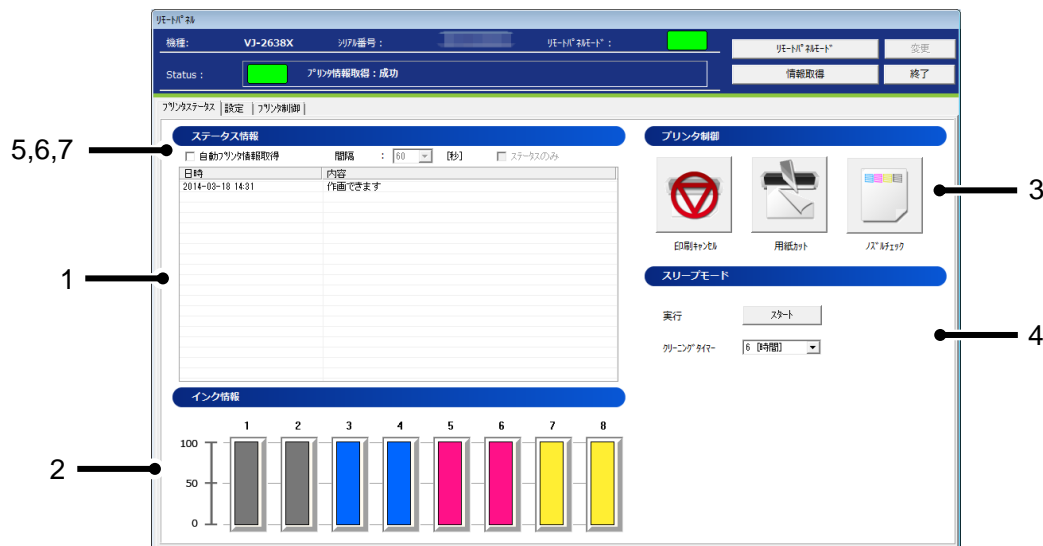 ﾘﾓｰﾄﾊﾟﾈﾙ
機種: VJ-2638X ｼﾘｱﾙ番号： ﾘﾓｰﾄﾊﾟﾈﾙﾓｰﾄﾞ：
ﾘﾓｰﾄﾊﾟﾈﾙﾓｰﾄﾞ 変更
Status： ﾌﾟﾘﾝﾀ情報取得：成功
情報取得 終了
ﾌﾟﾘﾝﾀｽﾃｰﾀｽ 設定 ﾌﾟﾘﾝﾀ制御
5,6,7
ステータス情報
自動ﾌﾟﾘﾝﾀ情報取得 間隔 ： 60 [秒] ｽﾃｰﾀｽのみ
日時 内容
2014-03-18 14:31 作画できます
1
インク情報
1 2 3 4 5 6 7 8
100
50
0
2
プリンタ制御
印刷ｷｬﾝｾﾙ 用紙ｶｯﾄ ﾉｽﾞﾙﾁｪｯｸ
3
スリープモード
実行 ｽﾀｰﾄ
ｸﾘｰﾆﾝｸﾞﾀｲﾏｰ 6 [時間]
4